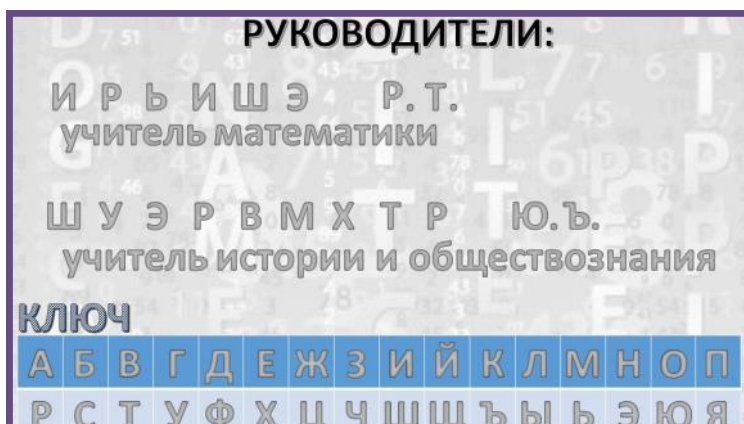 РУКОВОДИТЕЛИ:
И Р Ь И Ш Э Р. Т.
учитель математики
Ш У Э Р В М Х Т Р Ю. Ъ.
учитель истории и обществознания
КЛЮЧ
А Б В Г Д Е Ж З И Й К Л М Н О П
Р С Т У Ф Х Ц Ч Ш Щ Ъ Ы Ь Э Ю Я